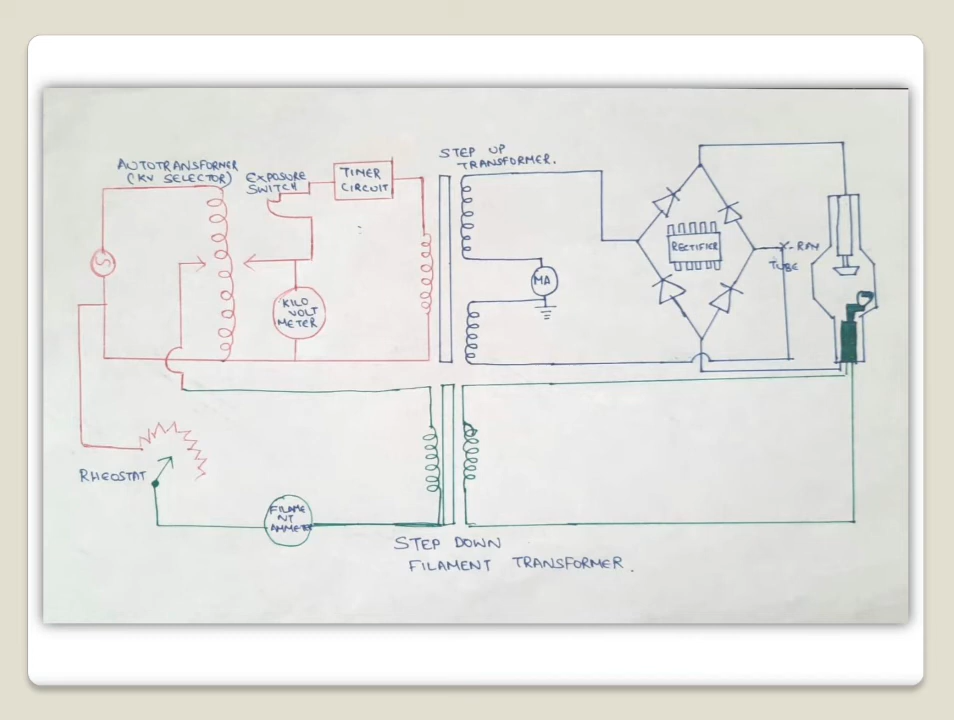 AUTOTRANSFORMER
(KV SELECTOR)
EXPOSURE
SWITCH
TIMER
CIRCUIT
STEP UP
TRANSFORMER.
S
KILO
VOLT
METER
MA
RECTIFIER
X-RAY
TUBE
RHEOSTAT
FILAME
NT
AMMETER
STEP DOWN
FILAMENT TRANSFORMER.